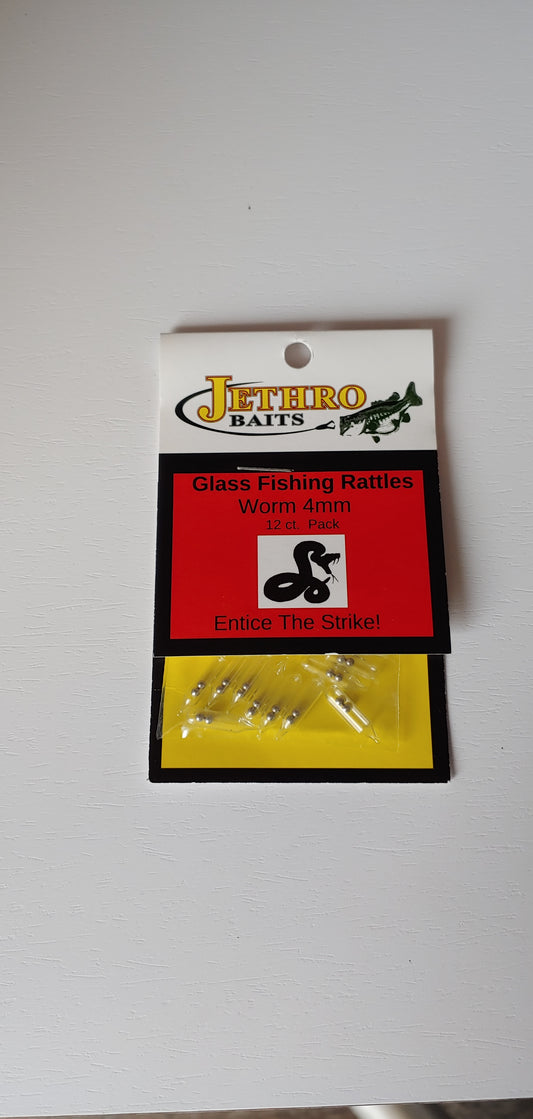 JETHRO
BAITS
Glass Fishing Rattles
Worm 4mm
12 ct. Pack
Entice The Strike!